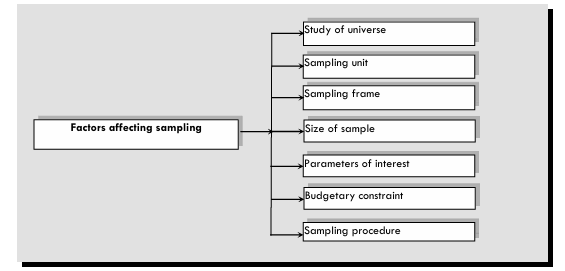 Factors affecting sampling
Study of universe
Sampling unit
Sampling frame
Size of sample
Parameters of interest
Budgetary constraint
Sampling procedure